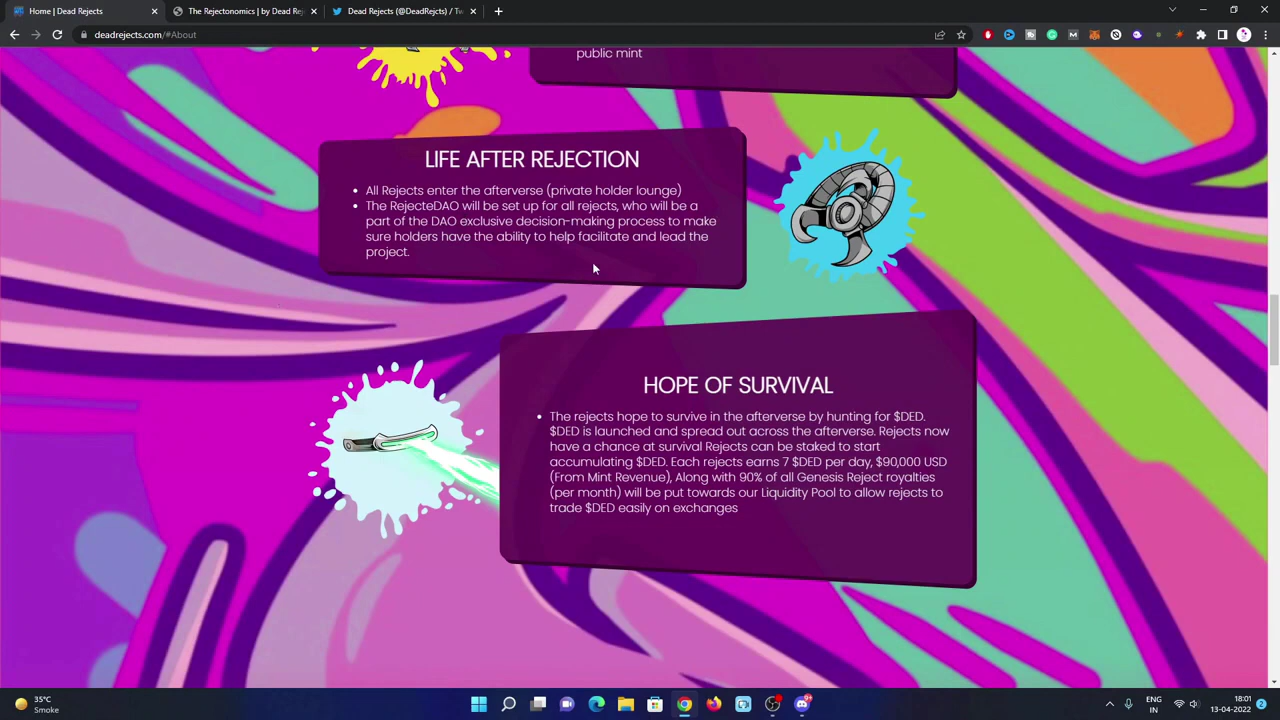 Home | Dead Rejects
The Rejectonomics (by Dead Rej
Dead Rejects (@DeadRejts) / Tw
deadrejects.com/#About
public mint
LIFE AFTER REJECTION
All Rejects enter the afterverse (private holder lounge)
The RejecteDAO will be set up for all rejects, who will be a
part of the DAO exclusive decision-making process to make
sure holders have the ability to help facilitate and lead the
project.
HOPE OF SURVIVAL
The rejects hope to survive in the afterverse by hunting for $DED.
$DED is launched and spread out across the afterverse. Rejects now
have a chance at survival Rejects can be staked to start
accumulating $DED. Each rejects earns 7 $DED per day, $90,000 USD
(From Mint Revenue), Along with 90% of all Genesis Reject royalties
(per month) will be put towards our Liquidity Pool to allow rejects to
trade $DED easily on exchanges
35°C
Smoke
ENG
IN
18:01
13-04-2022
2